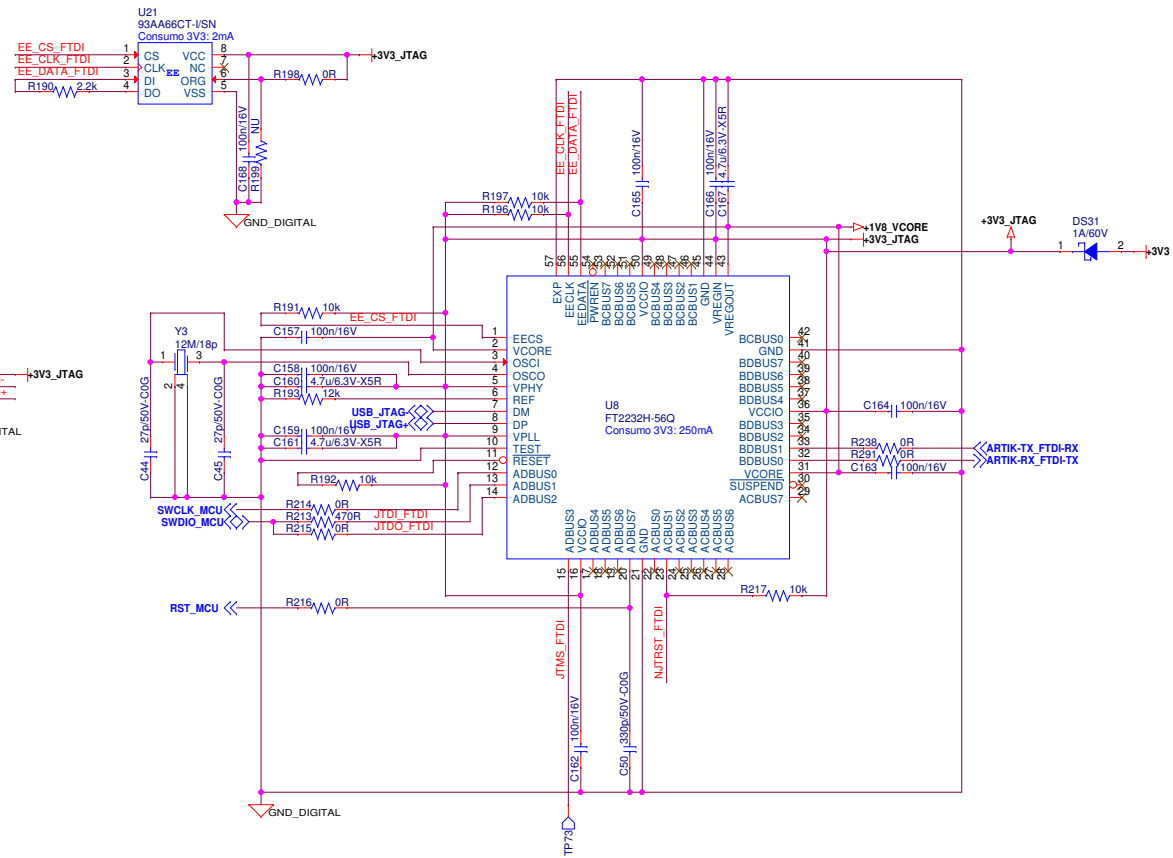 U21
93AA66CT-I/SN
Consumo 3V3: 2mA
EE_CS_FTDI
EE_CLK_FTDI
EE_DATA_FTDI
R190
2.2k
1
2
3
4
CS
CLK
DI
DO
EE
VCC
NC
ORG
VSS
8
7
6
5
R198
0R
+3V3_JTAG
C168
100n/16V
R199
NU
GND_DIGITAL
EE_CLK_FTDI
EE_DATA_FTDI
C165
100n/16V
C166
100n/16V
C167
4.7u/6.3V-X5R
R197
10k
R196
10k
+1V8_VCORE
+3V3_JTAG
+3V3_JTAG
DS31
1A/60V
1
2
+3V3
57
56
55
54
53
52
51
50
49
48
47
46
45
44
43
EXP
EECLK
EEDATA
PWREN
BCBUS7
BCBUS6
BCBUS5
VCCIO
BCBUS4
BCBUS3
BCBUS2
BCBUS1
GND
VREGIN
VREGOUT
R191
10k
EE_CS_FTDI
C157
100n/16V
Y3
12M/18p
1
3
2
4
C158
100n/16V
C160
4.7u/6.3V-X5R
R193
12k
USB_JTAG-
USB_JTAG+
C159
100n/16V
C161
4.7u/6.3V-X5R
C44
27p/50V-C0G
C45
27p/50V-C0G
R192
10k
SWCLK_MCU
SWDIO_MCU
R214
0R
R213
470R
R215
0R
JTDI_FTDI
JTDO_FTDI
+3V3_JTAG
-
+
ITAL
1
2
3
4
5
6
7
8
9
10
11
12
13
14
EECS
VCORE
OSCI
OSCO
VPHY
REF
DM
DP
VPLL
TEST
RESET
ADBUS0
ADBUS1
ADBUS2
U8
FT2232H-56Q
Consumo 3V3: 250mA
BCBUS0
GND
BDBUS7
BDBUS6
BDBUS5
BDBUS4
VCCIO
BDBUS3
BDBUS2
BDBUS1
BDBUS0
VCORE
SUSPEND
ACBUS7
42
41
40
39
38
37
36
35
34
33
32
31
30
29
C164
100n/16V
R238
0R
R291
0R
C163
100n/16V
ARTIK-TX_FTDI-RX
ARTIK-RX_FTDI-TX
ADBUS3
VCCIO
ADBUS4
ADBUS5
ADBUS6
ADBUS7
GND
ACBUS0
ACBUS1
ACBUS2
ACBUS3
ACBUS4
ACBUS5
ACBUS6
15
16
17
18
19
20
21
22
23
24
25
26
27
28
R217
10k
RST_MCU
R216
0R
JTMS_FTDI
NJTRST_FTDI
C162
100n/16V
C50
330p/50V-C0G
GND_DIGITAL
TP73